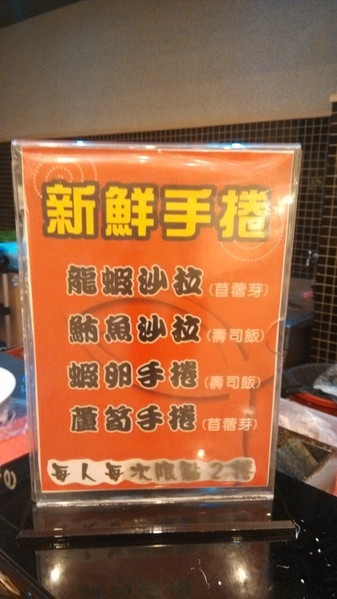 新鮮手捲
龍蝦沙拉(苜蓿芽)
鮪魚沙拉(壽司飯)
蝦卵手捲(壽司飯)
蘆筍手捲(苜蓿芽)
每人每次限點2捲